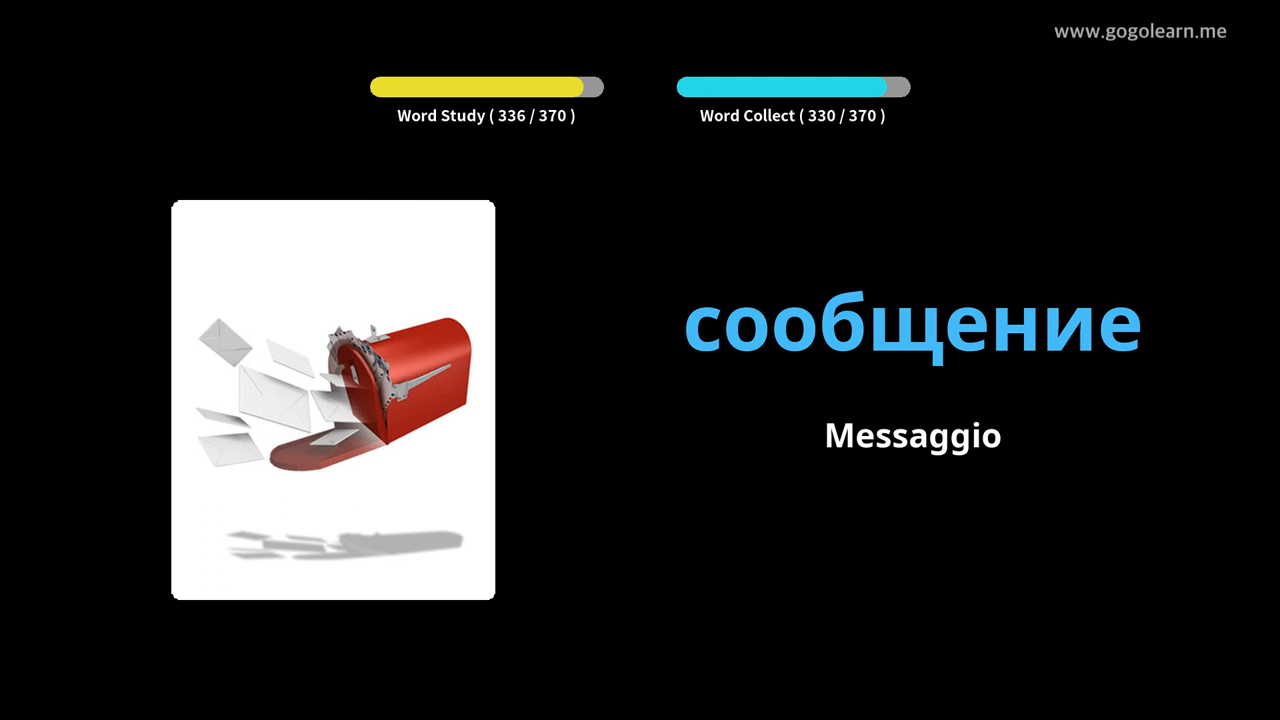 www.gogolearn.me
Word Study ( 336 / 370 )
Word Collect ( 330 / 370 )
сообщение
Messaggio